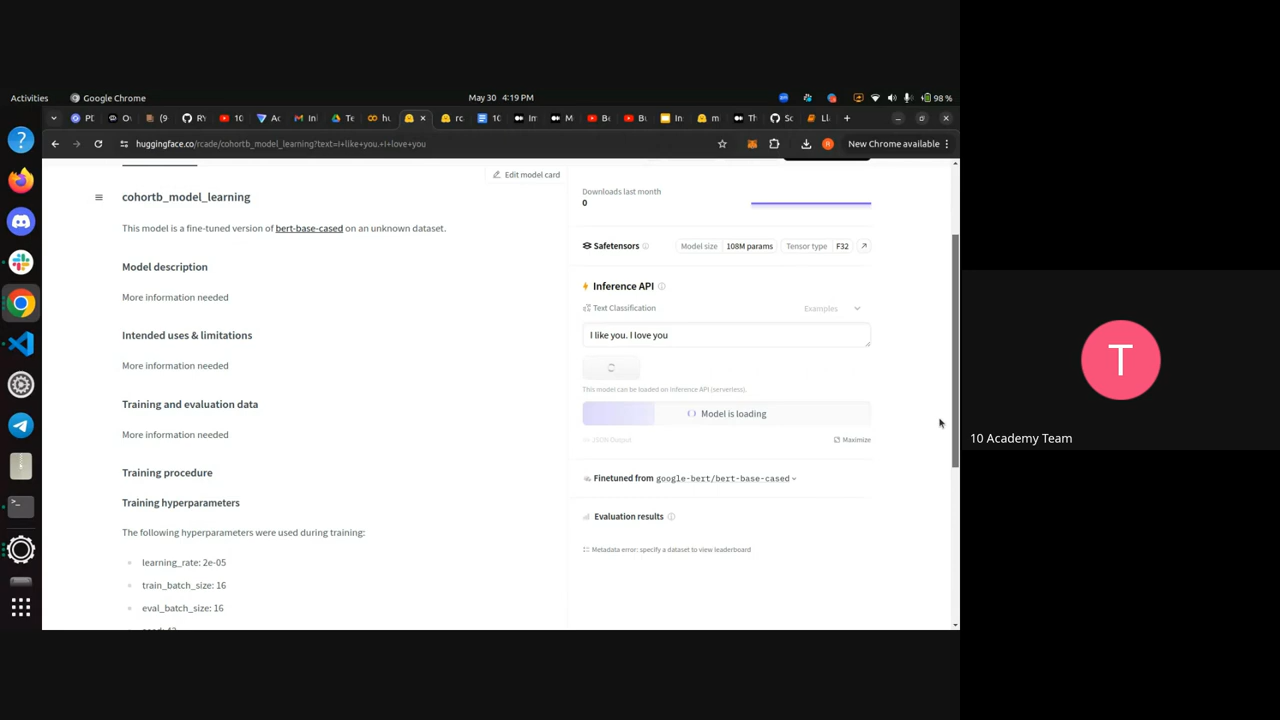 Activities
Google Chrome
May 30 4:19 PM
98 %
huggingface.co/rcade/cohortb_model_learning?text=I+like+you.+I+love+you
New Chrome available
Edit model card
cohortb_model_learning
This model is a fine-tuned version of bert-base-cased on an unknown dataset.
Model description
More information needed
Intended uses & limitations
More information needed
Training and evaluation data
More information needed
Training procedure
Training hyperparameters
The following hyperparameters were used during training:
learning_rate: 2e-05
train_batch_size: 16
eval_batch_size: 16
Downloads last month
0
Safetensors
Model size 108M params
Tensor type F32
Inference API
Text Classification
Examples
I like you. I love you
This model can be loaded on Inference API (serverless).
Model is loading
JSON Output
Maximize
Finetuned from google-bert/bert-base-cased
Evaluation results
Metadata error: specify a dataset to view leaderboard
T
10 Academy Team